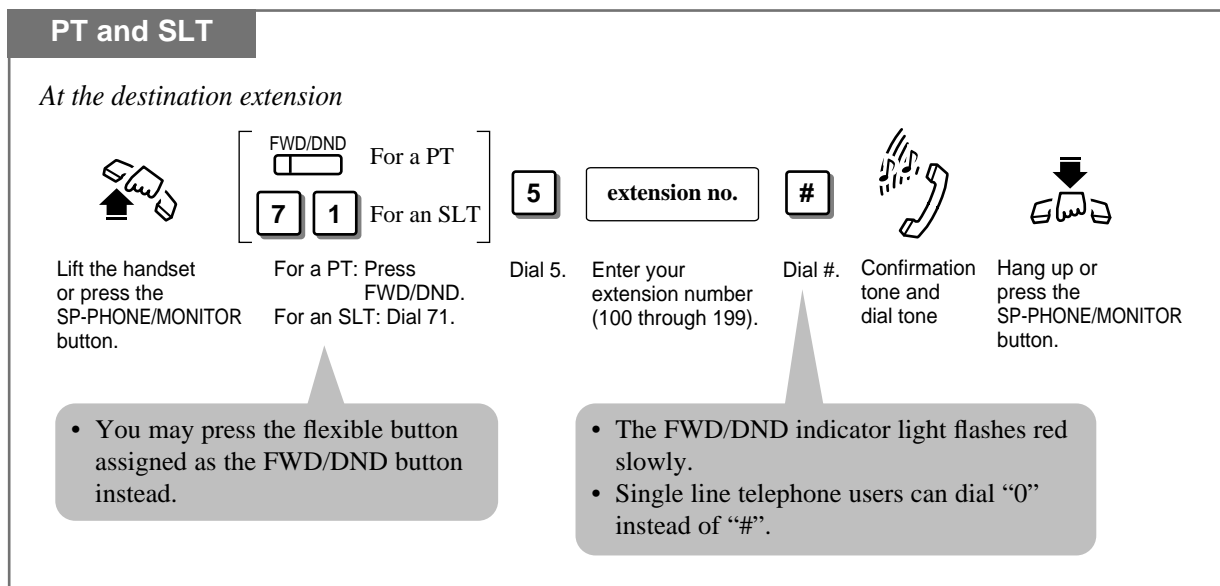 PT and SLT
At the destination extension
FWD/DND
For a PT
7 1 For an SLT
5
extension no.
#
Lift the handset
or press the
SP-PHONE/MONITOR
button.
For a PT: Press
FWD/DND.
For an SLT: Dial 71.
Dial 5.
Enter your
extension number
(100 through 199).
Dial #.
Confirmation
tone and
dial tone
Hang up or
press the
SP-PHONE/MONITOR
button.
• You may press the flexible button
assigned as the FWD/DND button
instead.
• The FWD/DND indicator light flashes red
slowly.
• Single line telephone users can dial “0”
instead of “#”.